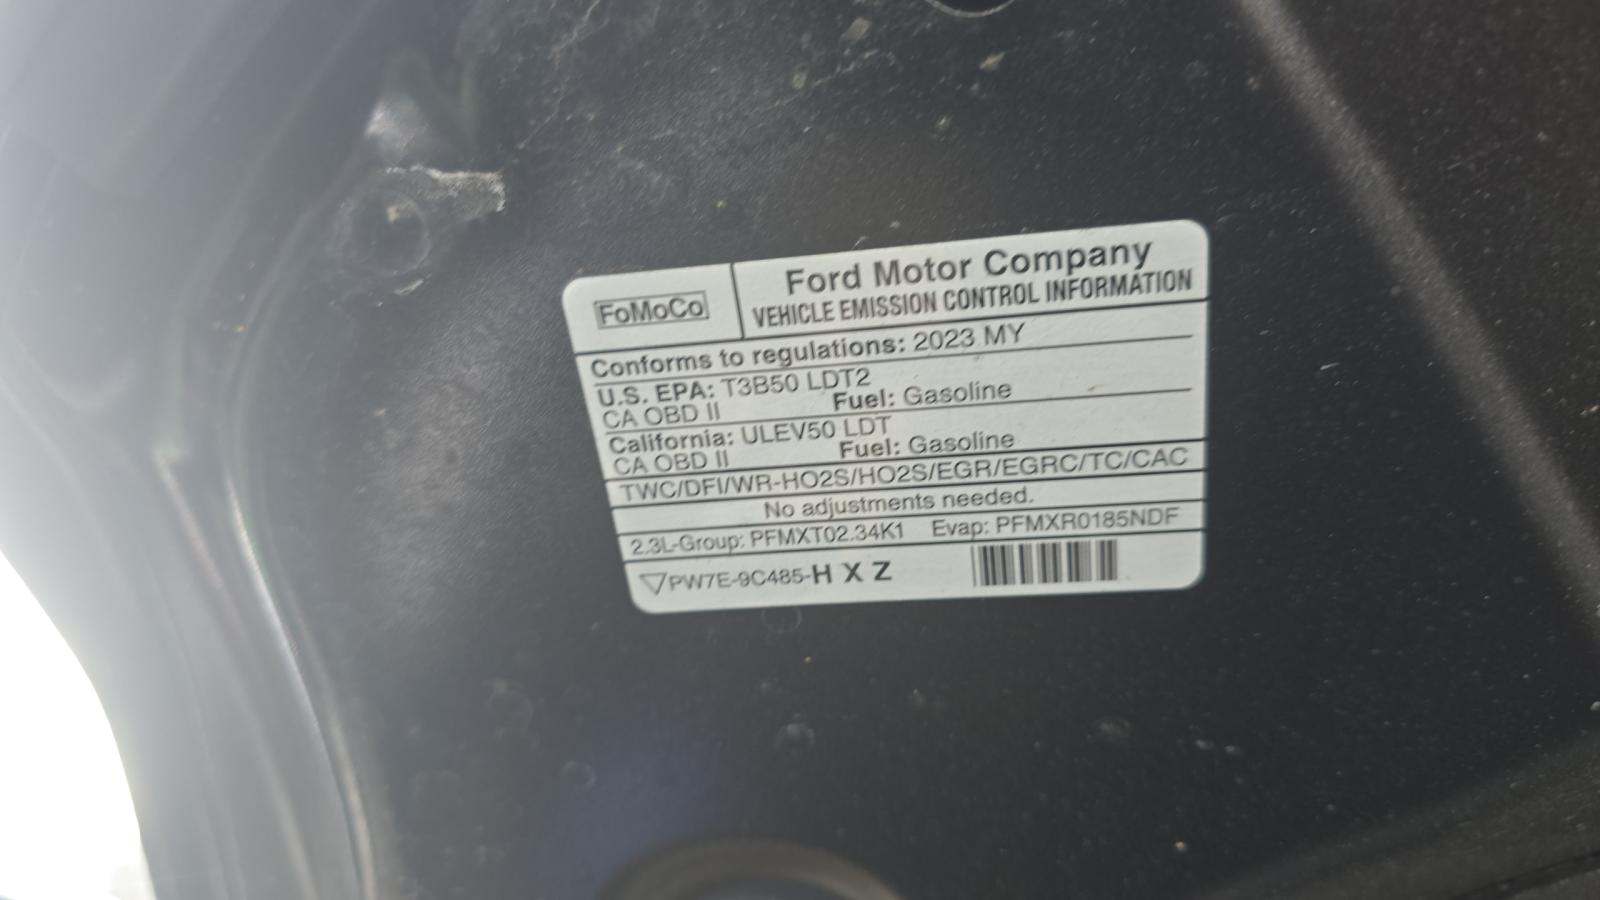 FoMoCo
Ford Motor Company
VEHICLE EMISSION CONTROL INFORMATION
Conforms to regulations: 2023 MY
U.S. EPA: T3B50 LDT2
CA OBD II Fuel: Gasoline
California: ULEV50 LDT
CA OBD II Fuel: Gasoline
TWC/DFI/WR-HO2S/HO2S/EGR/EGRC/TC/CAC
No adjustments needed.
2.3L-Group: PFMXT02.34K1 Evap: PFMXR0185NDF
▽PW7E-9C485-H X Z